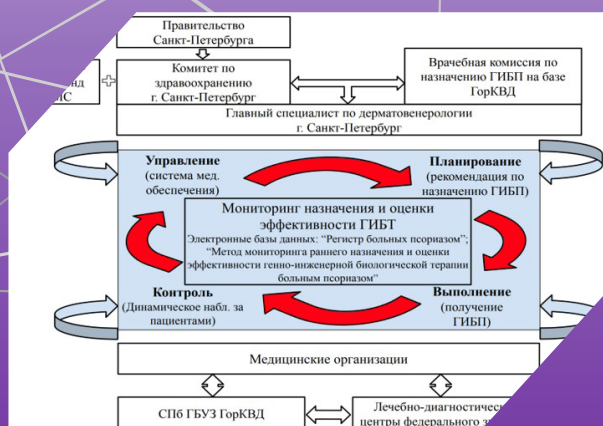 Правительство
Санкт-Петербурга
Комитет по
здравоохранению
г. Санкт-Петербург
Врачебная комиссия по
назначению ГИБП на базе
ГорКВД
Главный специалист по дерматовенерологии
г. Санкт-Петербург
Управление
(система мед.
обеспечения)
Планирование
(рекомендация по
назначению ГИБП)
Мониторинг назначения и оценки
эффективности ГИБТ
Электронные базы данных: “Регистр больных псориазом”;
“Метод мониторинга раннего назначения и оценки
эффективности генно-инженерной биологической терапии
больным псориазом”
Контроль
(Динамическое набл. за
пациентами)
Выполнение
(получение
ГИБП)
Медицинские организации
СПб ГБУЗ ГорКВД
центры федерального